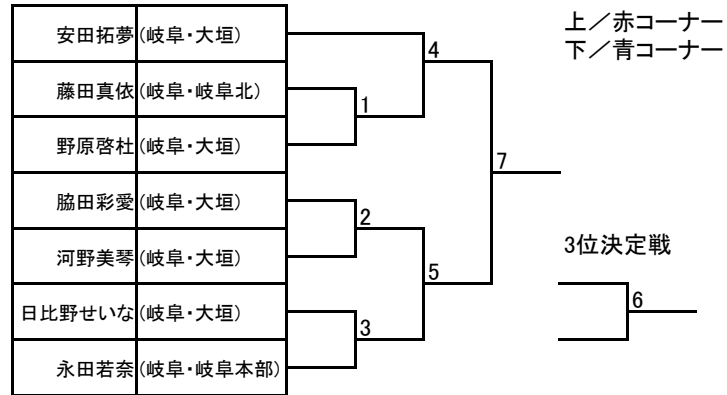 上／赤コーナー
下／青コーナー
安田拓夢 (岐阜・大垣)
4
藤田真依 (岐阜・岐阜北)
1
野原啓杜 (岐阜・大垣)
7
脇田彩愛 (岐阜・大垣)
2
河野美琴 (岐阜・大垣)
3位決定戦
5
日比野せいな (岐阜・大垣)
6
3
永田若奈 (岐阜・岐阜本部)